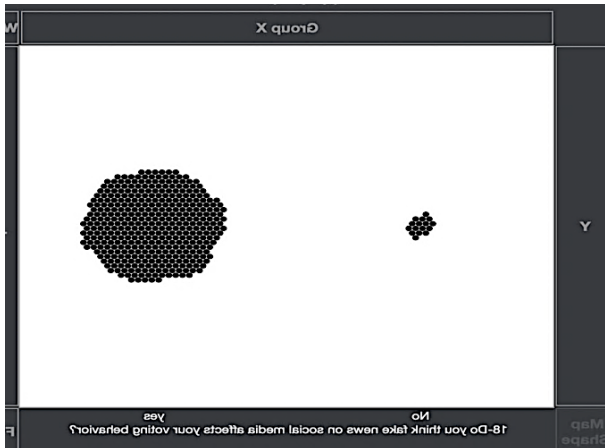 Group X
W
Y
No
yes
18-Do you think fake news on social media affects your voting behavior?
Map
Shape
F